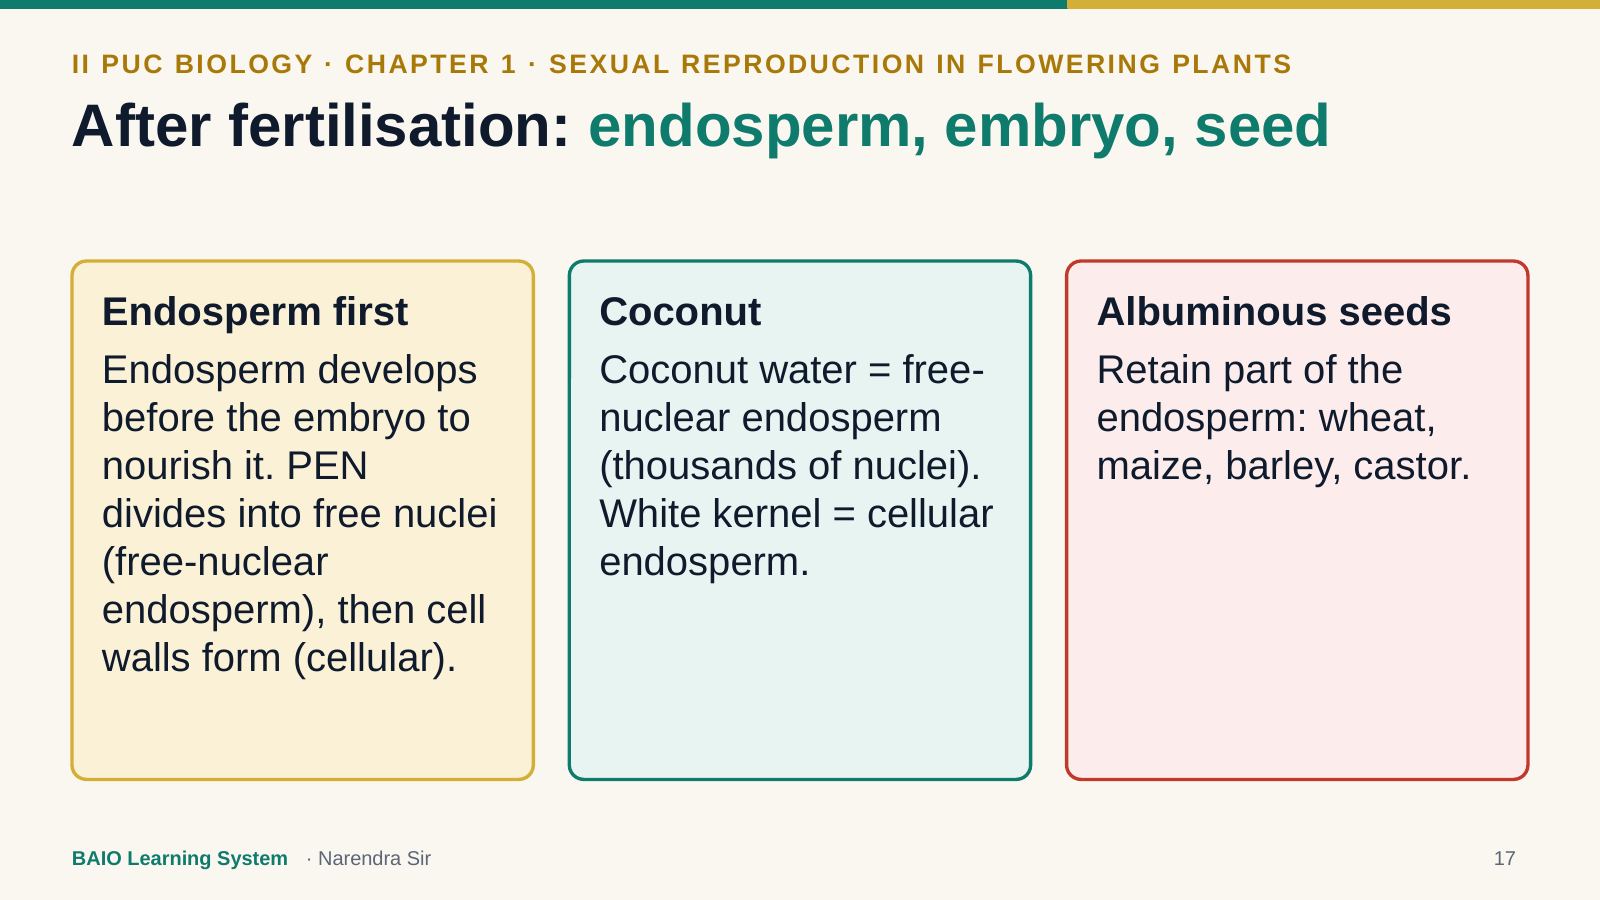 II PUC BIOLOGY · CHAPTER 1 · SEXUAL REPRODUCTION IN FLOWERING PLANTS
After fertilisation: endosperm, embryo, seed
Endosperm first
Endosperm develops
before the embryo to
nourish it. PEN
divides into free nuclei
(free-nuclear
endosperm), then cell
walls form (cellular).
Coconut
Coconut water = free-
nuclear endosperm
(thousands of nuclei).
White kernel = cellular
endosperm.
Albuminous seeds
Retain part of the
endosperm: wheat,
maize, barley, castor.
BAIO Learning System · Narendra Sir
17